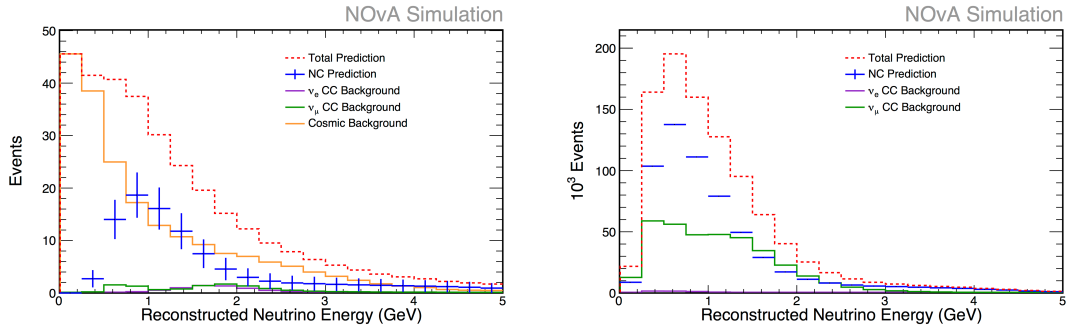 NOvA Simulation
50
40
30
20
10
0
Events
Total Prediction
NC Prediction
νe CC Background
νμ CC Background
Cosmic Background
0 1 2 3 4 5
Reconstructed Neutrino Energy (GeV)
NOvA Simulation
200
150
100
50
0
10³ Events
Total Prediction
NC Prediction
νe CC Background
νμ CC Background
0 1 2 3 4 5
Reconstructed Neutrino Energy (GeV)